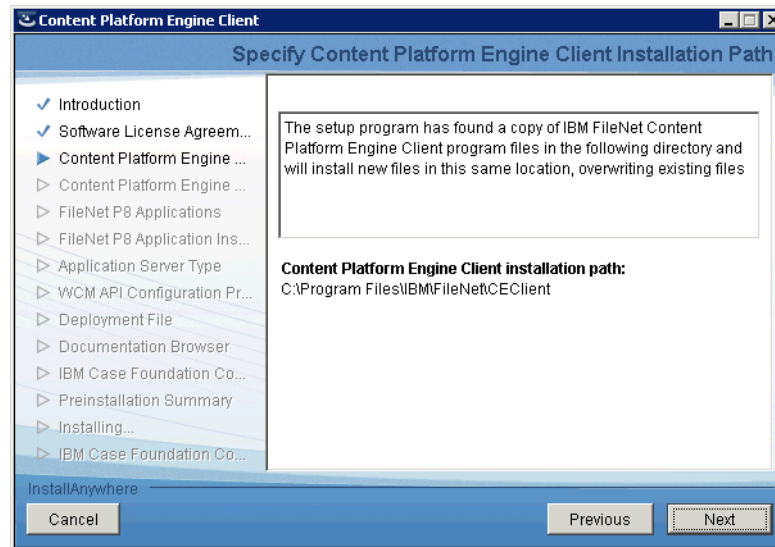 Content Platform Engine Client
Specify Content Platform Engine Client Installation Path
Introduction
Software License Agreem...
Content Platform Engine ...
Content Platform Engine ...
FileNet P8 Applications
FileNet P8 Application Ins...
Application Server Type
WCM API Configuration Pr...
Deployment File
Documentation Browser
IBM Case Foundation Co...
Preinstallation Summary
Installing...
IBM Case Foundation Co...
The setup program has found a copy of IBM FileNet Content
Platform Engine Client program files in the following directory and
will install new files in this same location, overwriting existing files
Content Platform Engine Client installation path:
C:\Program Files\IBM\FileNet\CEClient
InstallAnywhere
Cancel
Previous
Next